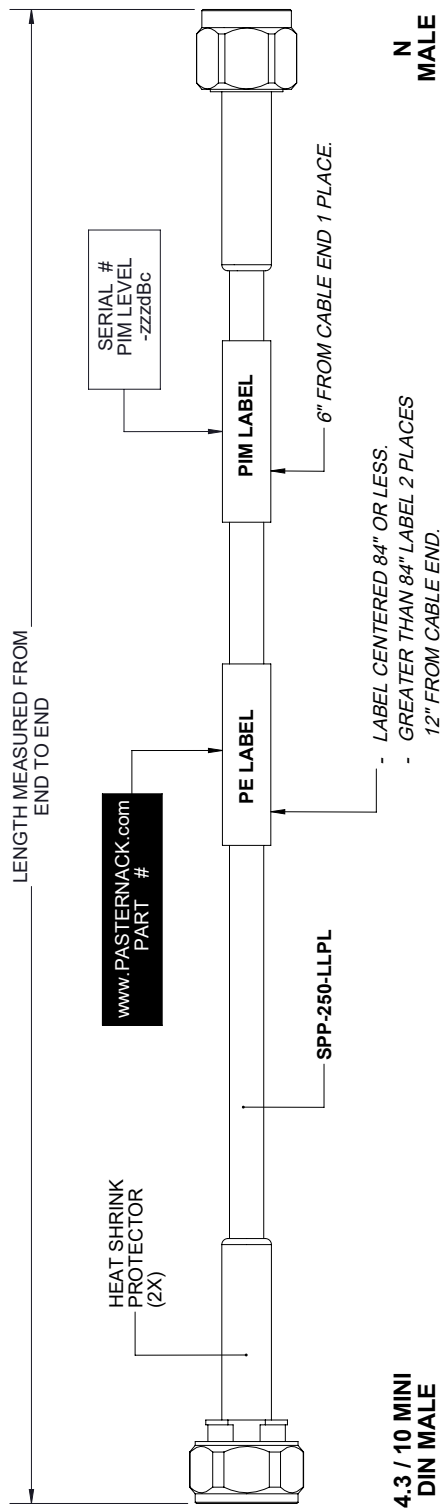 LENGTH MEASURED FROM
END TO END
HEAT SHRINK
PROTECTOR
(2X)
www.PASTERNACK.com
PART #
SERIAL #
PIM LEVEL
-zzzdBc
PE LABEL
PIM LABEL
SPP-250-LLPL
6" FROM CABLE END 1 PLACE.
- LABEL CENTERED 84" OR LESS.
- GREATER THAN 84" LABEL 2 PLACES
12" FROM CABLE END.
4.3 / 10 MINI
DIN MALE
N
MALE